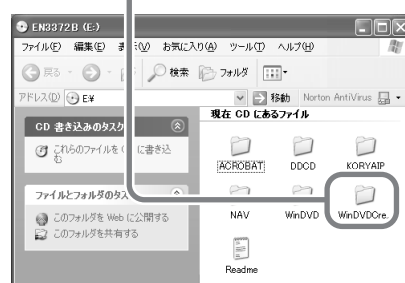 EN3372B (E:)
ファイル(F) 編集(E) 表示(V) お気に入り(A) ツール(T) ヘルプ(H)
戻る 検索 フォルダ
アドレス(D) E:¥ 移動 Norton AntiVirus
CD 書き込みのタスク
これらのファイルを に書き込む
ファイルとフォルダのタス
このフォルダを Web に公開する
このフォルダを共有する
現在 CD にあるファイル
ACROBAT DDCD KORYAIP
NAV WinDVD WinDVDCre.
Readme